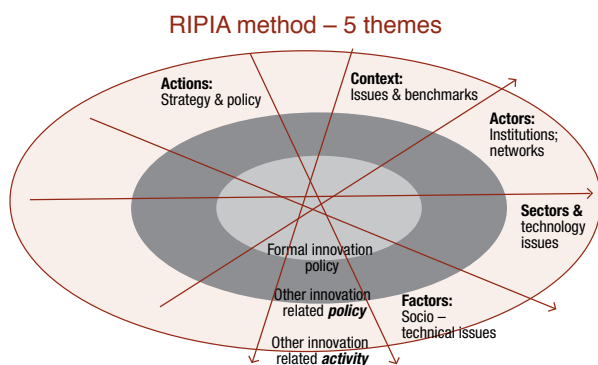 RIPIA method – 5 themes
Actions:
Strategy & policy
Context:
Issues & benchmarks
Actors:
Institutions;
networks
Sectors &
technology
issues
Formal innovation
policy
Other innovation
related policy
Factors:
Socio –
technical issues
Other innovation
related activity